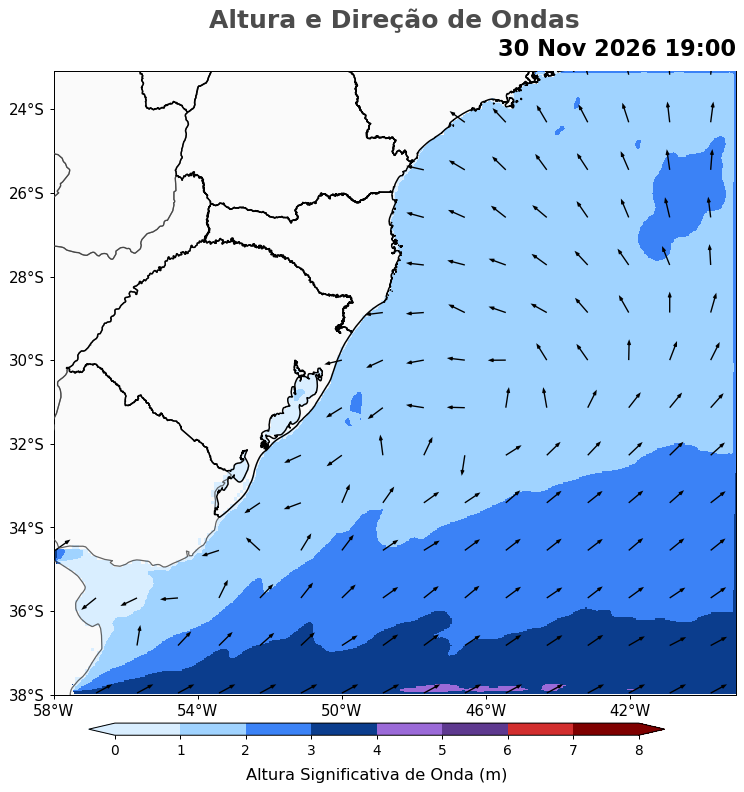 Altura e Direção de Ondas
30 Nov 2026 19:00
24°S
26°S
28°S
30°S
32°S
34°S
36°S
38°S
58°W 54°W 50°W 46°W 42°W
0 1 2 3 4 5 6 7 8
Altura Significativa de Onda (m)